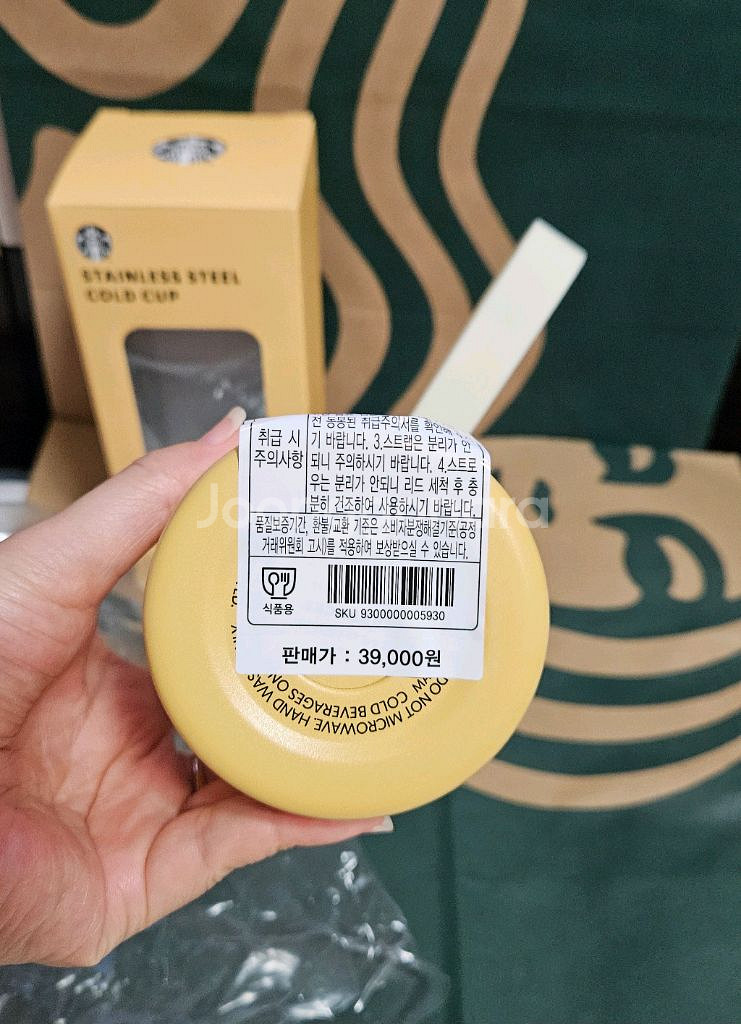 STAINLESS STEEL
COLD CUP
전 동봉된 취급주의서를 확인해
취급 시
주의사항
기 바랍니다. 3.스트랩은 분리가 안
되니 주의하시기 바랍니다. 4.스트로
우는 분리가 안되니 리드 세척 후 충
분히 건조하여 사용하시기 바랍니다.
품질보증기간, 환불/교환 기준은 소비자분쟁해결기준(공정
거래위원회 고시)를 적용하여 보상받으실 수 있습니다.
식품용
SKU 9300000005930
판매가 : 39,000원
DO NOT MICROWAVE. HAND
COLD BEVERAGES